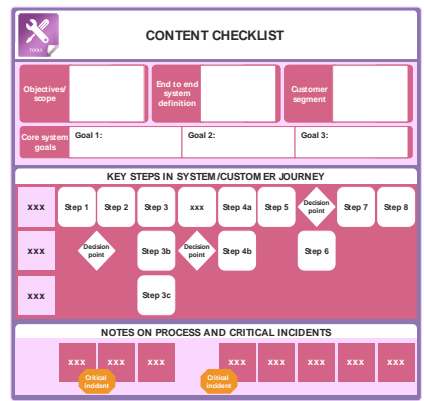 TOOLS
CONTENT CHECKLIST
Objectives/
scope
End to end
system
definition
Customer
segment
Core system
goals
Goal 1:
Goal 2:
Goal 3:
KEY STEPS IN SYSTEM/CUSTOMER JOURNEY
xxx
Step 1
Step 2
Step 3
xxx
Step 4a
Step 5
Decision
point
Step 7
Step 8
xxx
Decision
point
Step 3b
Decision
point
Step 4b
Step 6
xxx
Step 3c
NOTES ON PROCESS AND CRITICAL INCIDENTS
xxx
xxx
xxx
xxx
xxx
xxx
xxx
xxx
Critical
incident
Critical
incident